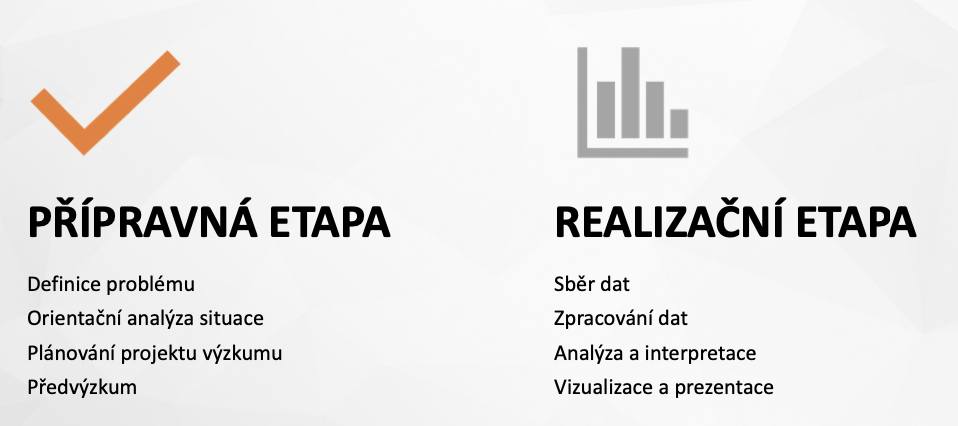 PŘÍPRAVNÁ ETAPA
Definice problému
Orientační analýza situace
Plánování projektu výzkumu
Předvýzkum
REALIZAČNÍ ETAPA
Sběr dat
Zpracování dat
Analýza a interpretace
Vizualizace a prezentace